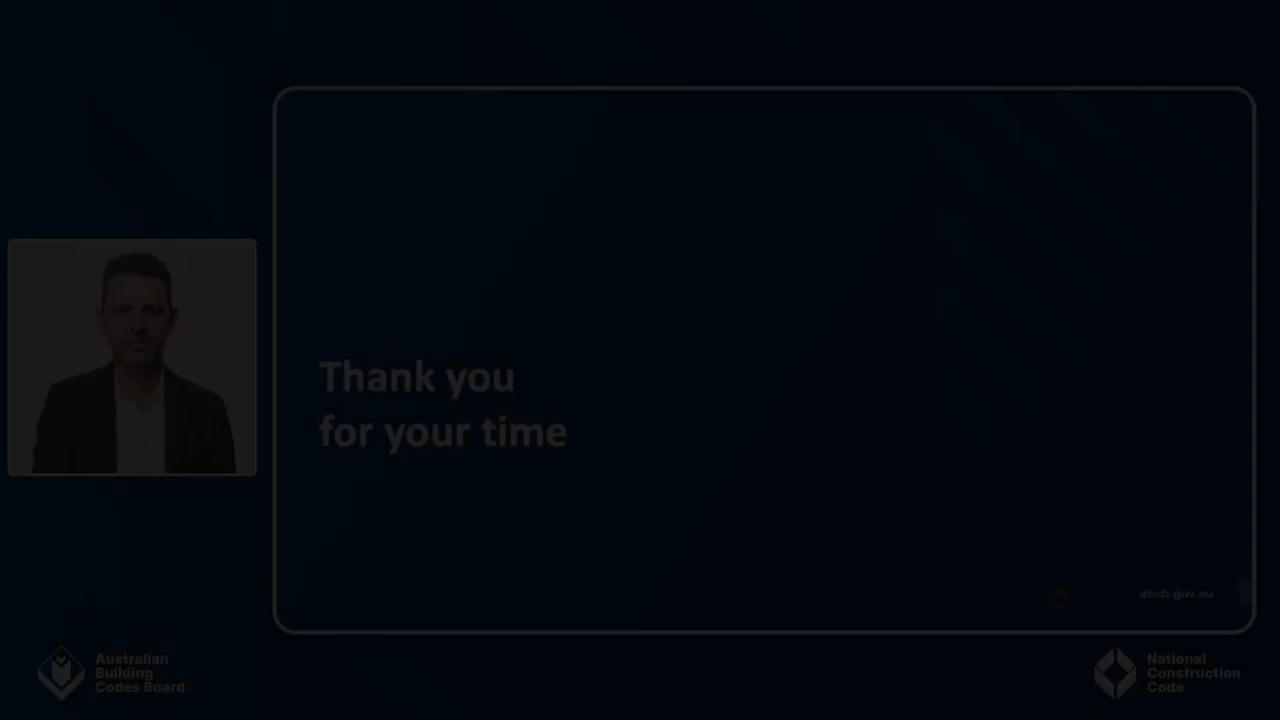 Thank you
for your time
abcb.gov.au
Australian
Building
Codes Board
National
Construction
Code